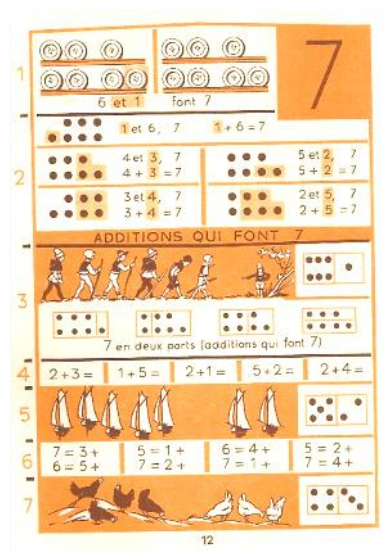 7
1
6 et 1 font 7
1 et 6, 7 1 + 6 = 7
2
4 et 3, 7 5 et 2, 7
4 + 3 = 7 5 + 2 = 7
3 et 4, 7 2 et 5, 7
3 + 4 = 7 2 + 5 = 7
ADDITIONS QUI FONT 7
3
7 en deux parts (additions qui font 7)
4 2+3= 1+5= 2+1= 5+2= 2+4=
5
6 7 = 3+ 5 = 1+ 6 = 4+ 5 = 2+
6 = 5+ 7 = 2+ 7 = 1+ 7 = 4+
7
12